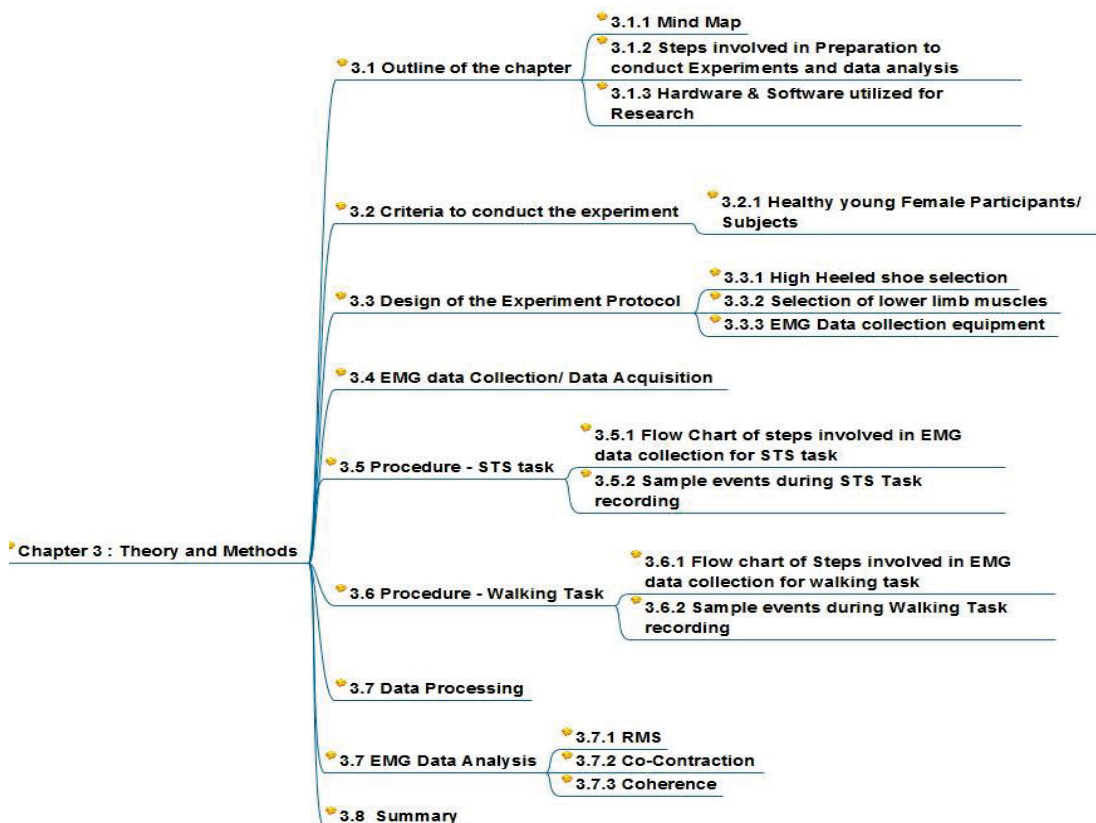 3.1 Outline of the chapter
3.1.1 Mind Map
3.1.2 Steps involved in Preparation to
conduct Experiments and data analysis
3.1.3 Hardware & Software utilized for
Research
3.2 Criteria to conduct the experiment
3.2.1 Healthy young Female Participants/
Subjects
3.3 Design of the Experiment Protocol
3.3.1 High Heeled shoe selection
3.3.2 Selection of lower limb muscles
3.3.3 EMG Data collection equipment
3.4 EMG data Collection/ Data Acquisition
3.5 Procedure - STS task
3.5.1 Flow Chart of steps involved in EMG
data collection for STS task
3.5.2 Sample events during STS Task
recording
Chapter 3 : Theory and Methods
3.6 Procedure - Walking Task
3.6.1 Flow chart of Steps involved in EMG
data collection for walking task
3.6.2 Sample events during Walking Task
recording
3.7 Data Processing
3.7 EMG Data Analysis
3.7.1 RMS
3.7.2 Co-Contraction
3.7.3 Coherence
3.8 Summary